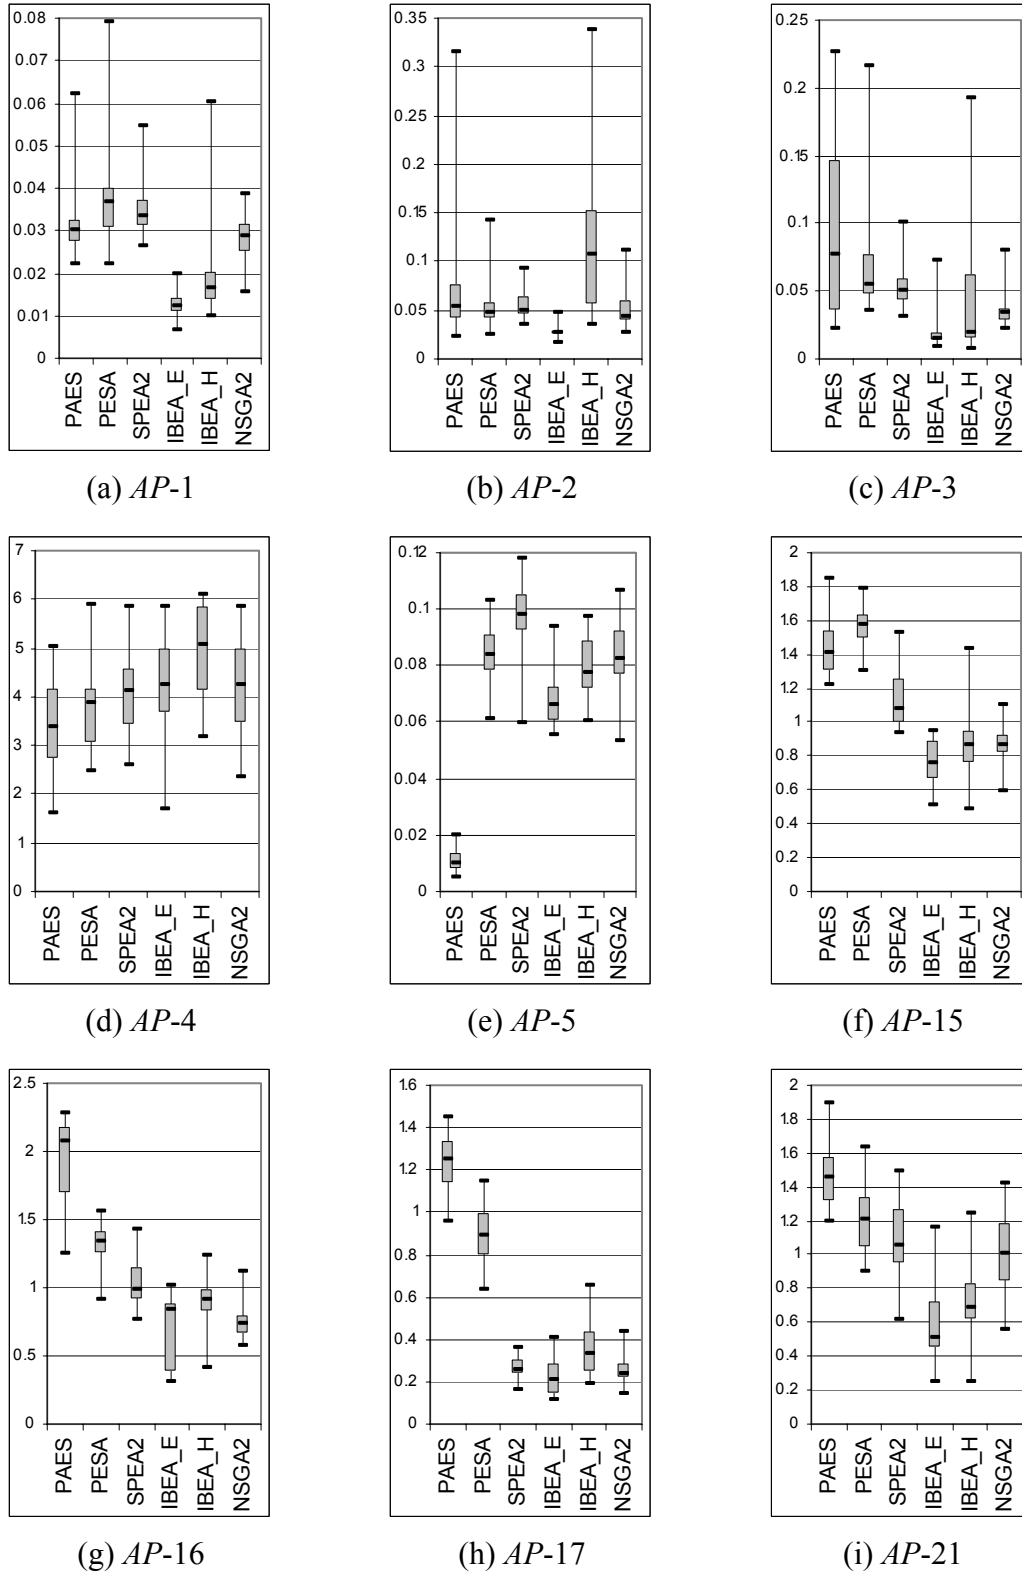 0.08
0.07
0.06
0.05
0.04
0.03
0.02
0.01
0
PAES
PESA
SPEA2
IBEA_E
IBEA_H
NSGA2
(a) AP-1
0.35
0.3
0.25
0.2
0.15
0.1
0.05
0
PAES
PESA
SPEA2
IBEA_E
IBEA_H
NSGA2
(b) AP-2
0.25
0.2
0.15
0.1
0.05
0
PAES
PESA
SPEA2
IBEA_E
IBEA_H
NSGA2
(c) AP-3
7
6
5
4
3
2
1
0
PAES
PESA
SPEA2
IBEA_E
IBEA_H
NSGA2
(d) AP-4
0.12
0.1
0.08
0.06
0.04
0.02
0
PAES
PESA
SPEA2
IBEA_E
IBEA_H
NSGA2
(e) AP-5
2
1.8
1.6
1.4
1.2
1
0.8
0.6
0.4
0.2
0
PAES
PESA
SPEA2
IBEA_E
IBEA_H
NSGA2
(f) AP-15
2.5
2
1.5
1
0.5
0
PAES
PESA
SPEA2
IBEA_E
IBEA_H
NSGA2
(g) AP-16
1.6
1.4
1.2
1
0.8
0.6
0.4
0.2
0
PAES
PESA
SPEA2
IBEA_E
IBEA_H
NSGA2
(h) AP-17
2
1.8
1.6
1.4
1.2
1
0.8
0.6
0.4
0.2
0
PAES
PESA
SPEA2
IBEA_E
IBEA_H
NSGA2
(i) AP-21